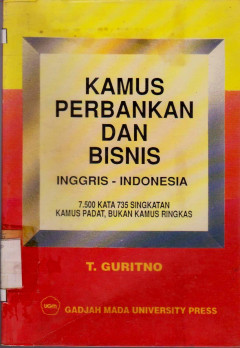 KAMUS
PERBANKAN
DAN
BISNIS
INGGRIS - INDONESIA
7.500 KATA 735 SINGKATAN
KAMUS PADAT, BUKAN KAMUS RINGKAS
T. GURITNO
UGM
GADJAH MADA UNIVERSITY PRESS